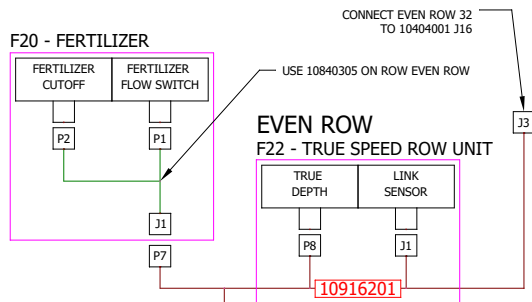 CONNECT EVEN ROW 32
TO 10404001 J16
F20 - FERTILIZER
FERTILIZER
CUTOFF
FERTILIZER
FLOW SWITCH
USE 10840305 ON ROW EVEN ROW
P2
P1
J3
EVEN ROW
F22 - TRUE SPEED ROW UNIT
TRUE
DEPTH
LINK
SENSOR
J1
P8
J1
P7
10916201